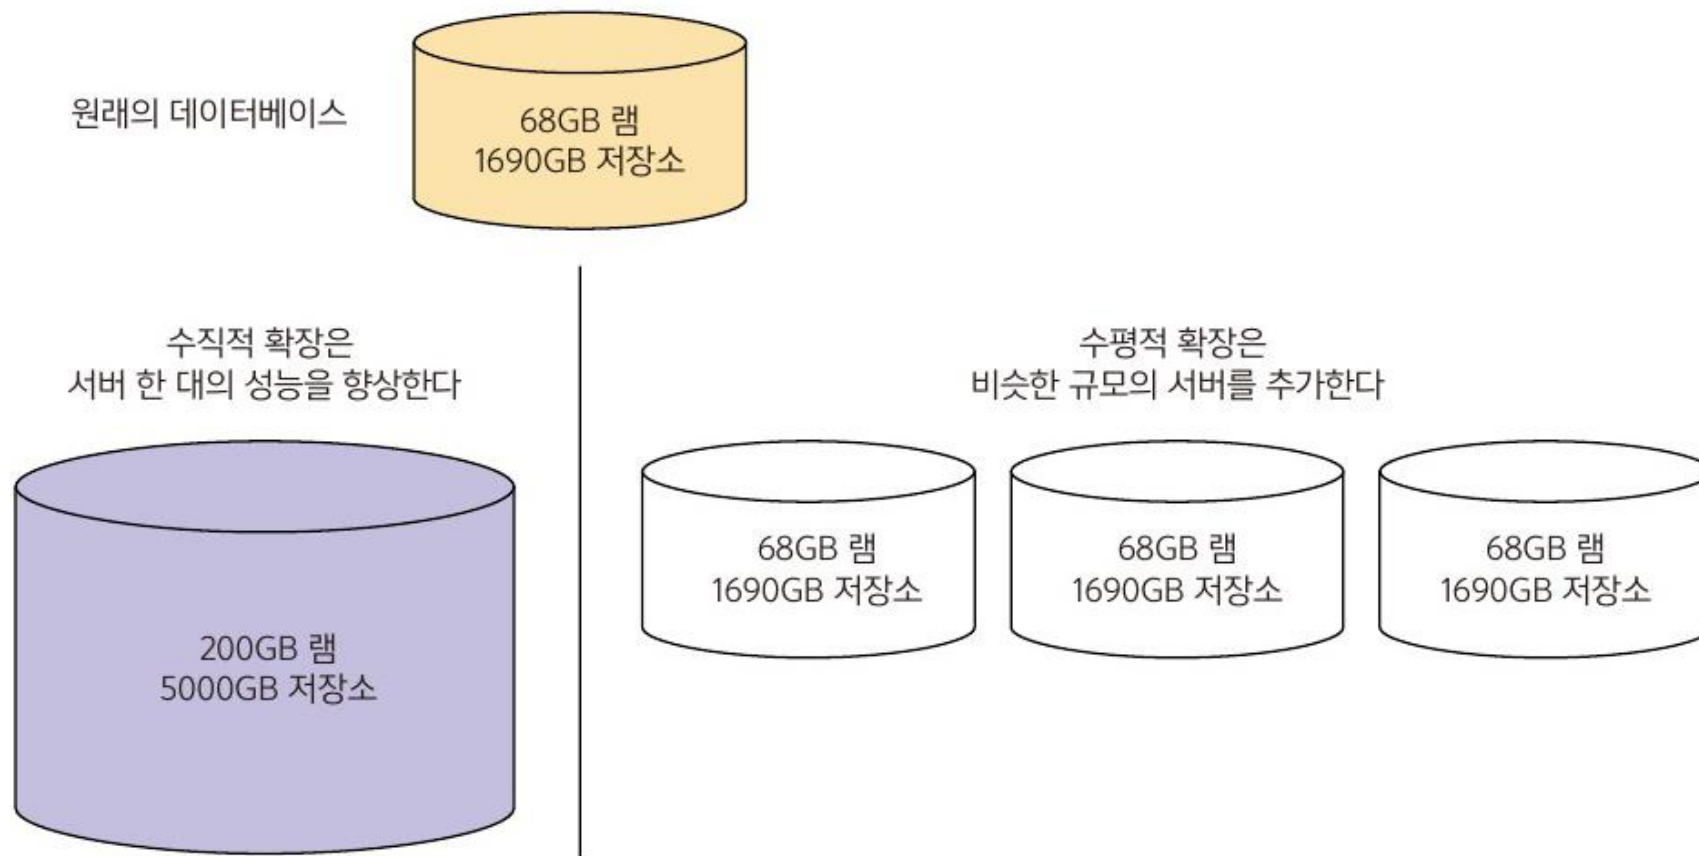 원래의 데이터베이스
68GB 램
1690GB 저장소
수직적 확장은
서버 한 대의 성능을 향상한다
200GB 램
5000GB 저장소
수평적 확장은
비슷한 규모의 서버를 추가한다
68GB 램
1690GB 저장소
68GB 램
1690GB 저장소
68GB 램
1690GB 저장소